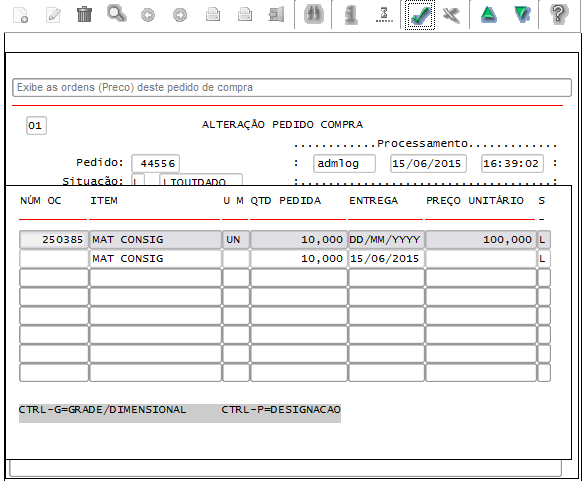 Exibe as ordens (Preco) deste pedido de compra
01 ALTERAÇÃO PEDIDO COMPRA
............Processamento.............
Pedido: 44556 : admlog 15/06/2015 16:39:02 :
Situação: L LIQUIDADO :....................................:
NÚM OC ITEM U M QTD PEDIDA ENTREGA PREÇO UNITÁRIO S
250385 MAT CONSIG UN 10,000 DD/MM/YYYY 100,000 L
MAT CONSIG 10,000 15/06/2015 L
CTRL-G=GRADE/DIMENSIONAL CTRL-P=DESIGNACAO